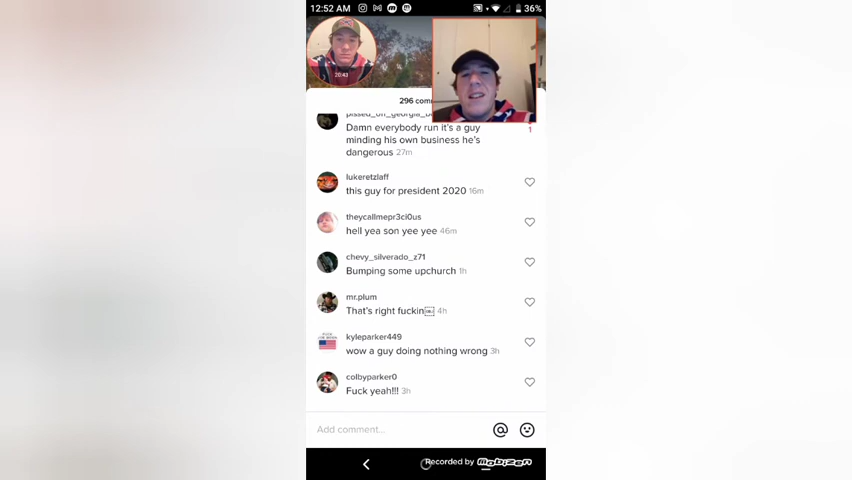 12:52 AM
36%
20:43
296 com
Damn everybody run it's a guy
minding his own business he's
dangerous 27m
1
lukeretzlaff
this guy for president 2020 16m
theycallmepr3ci0us
hell yea son yee yee 46m
chevy_silverado_z71
Bumping some upchurch 1h
mr.plum
That's right fuckin￼ 4h
kyleparker449
wow a guy doing nothing wrong 3h
colbyparker0
Fuck yeah!!! 3h
Add comment...
Recorded by Mobizen